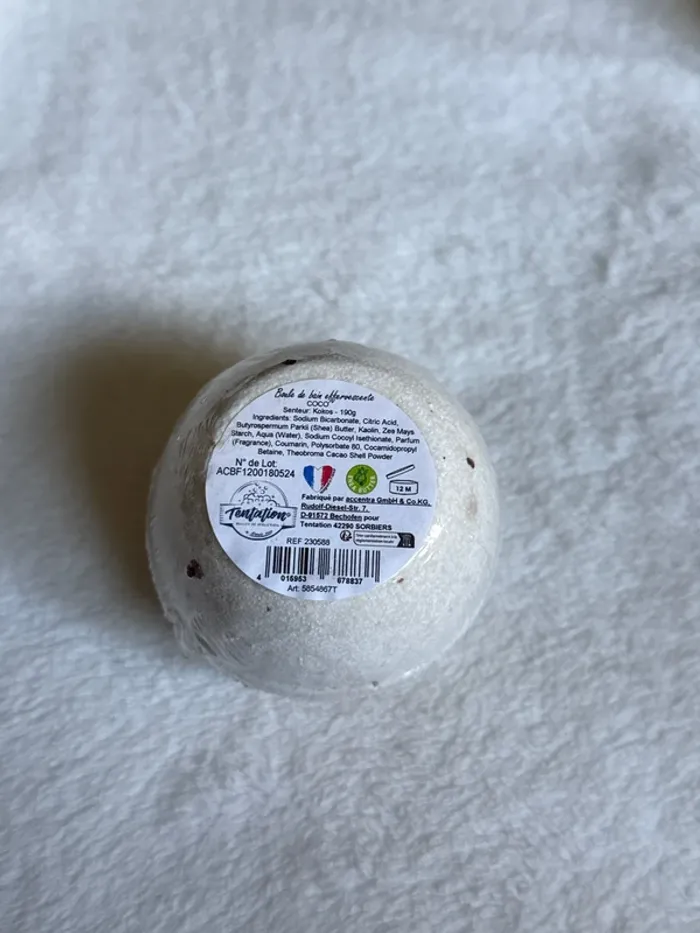 Boule de bain effervescente
COCO
Senteur: Kokos - 190g
Ingredients: Sodium Bicarbonate, Citric Acid,
Butyrospermum Parkii (Shea) Butter, Kaolin, Zea Mays
Starch, Aqua (Water), Sodium Cocoyl Isethionate, Parfum
(Fragrance), Coumarin, Polysorbate 80, Cocamidopropyl
Betaine, Theobroma Cacao Shell Powder
N° de Lot:
ACBF1200180524
12 M
Tentation
Fabriqué par accentra GmbH & Co.KG,
Rudolf-Diesel-Str. 7,
D-91572 Bechofen pour
Tentation 42290 SORBIERS
REF 230588
4 015953 678837
Art: 5854867T